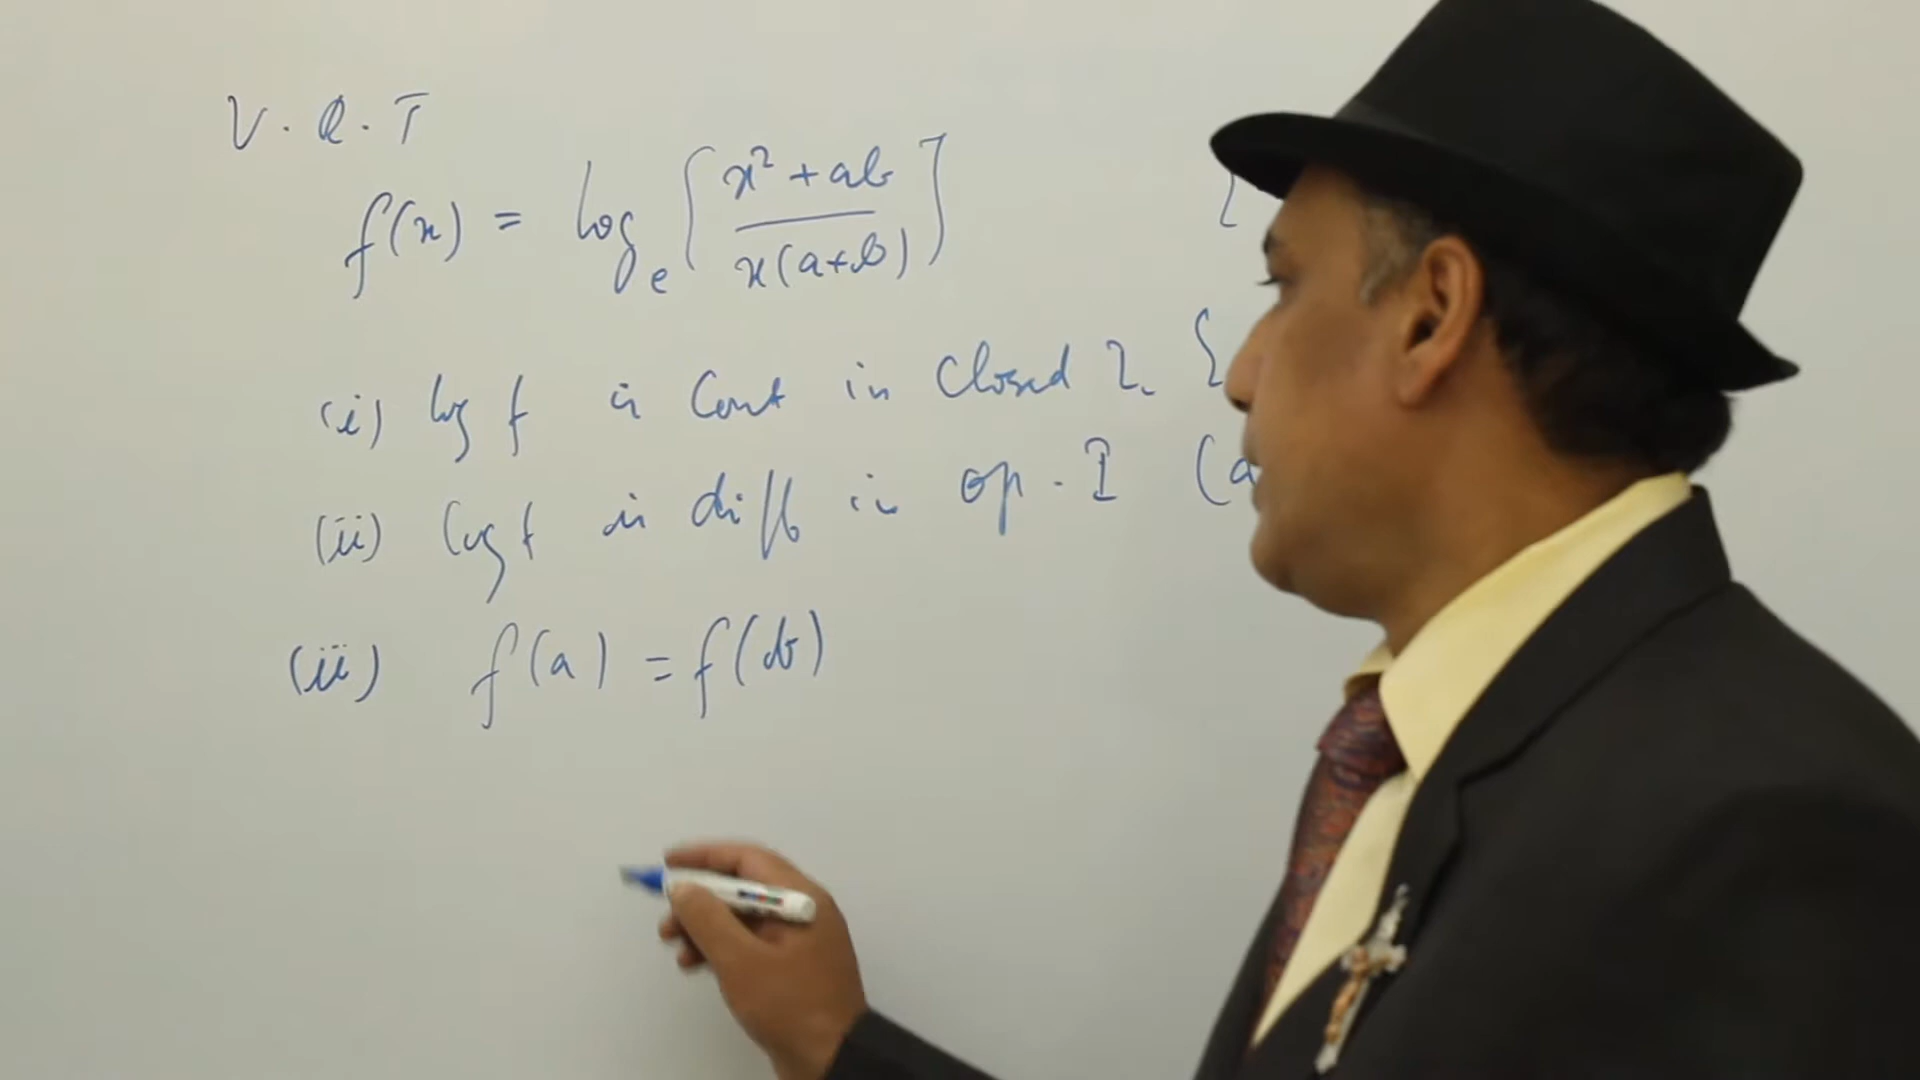 V. R. T
f(x) = log_e [ (x² + ab) / (x(a+b)) ]
(i) log f is Cont in Closed I. [
(ii) log f is diff in op. I (a
(iii) f(a) = f(b)